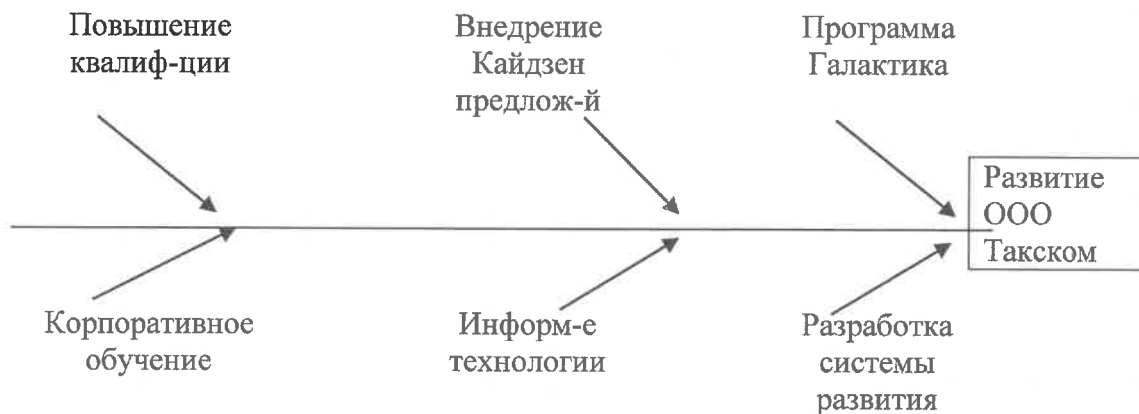 Повышение
квалиф-ции
Внедрение
Кайдзен
предлож-й
Программа
Галактика
Развитие
ООО
Такском
Корпоративное
обучение
Информ-е
технологии
Разработка
системы
развития